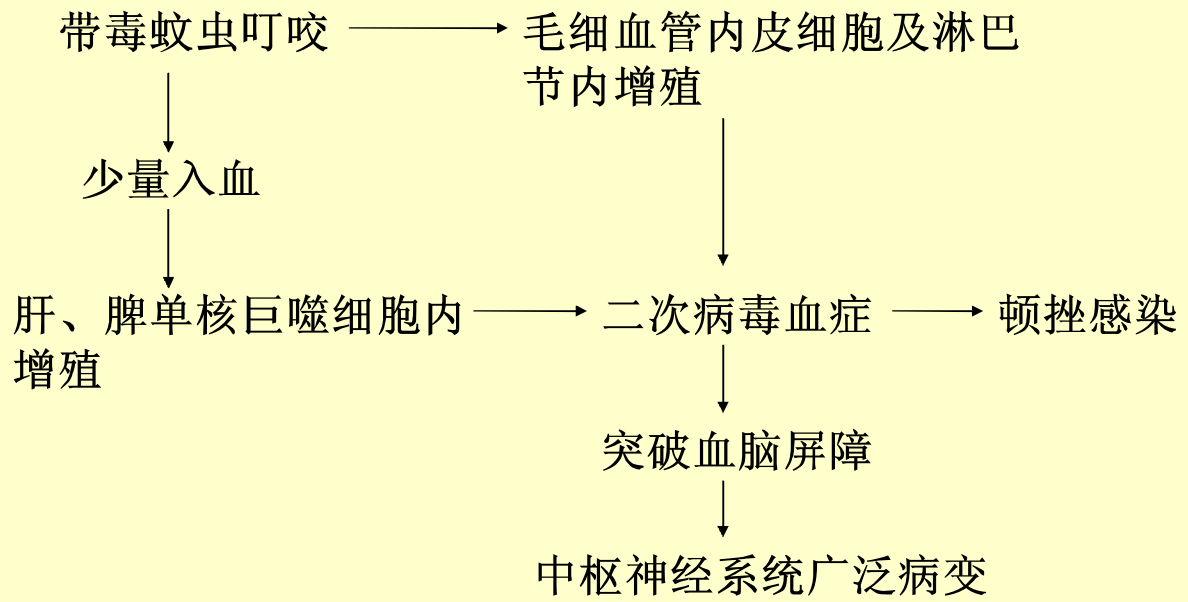 带毒蚊虫叮咬
毛细血管内皮细胞及淋巴
节内增殖
少量入血
肝、脾单核巨噬细胞内
增殖
二次病毒血症
顿挫感染
突破血脑屏障
中枢神经系统广泛病变